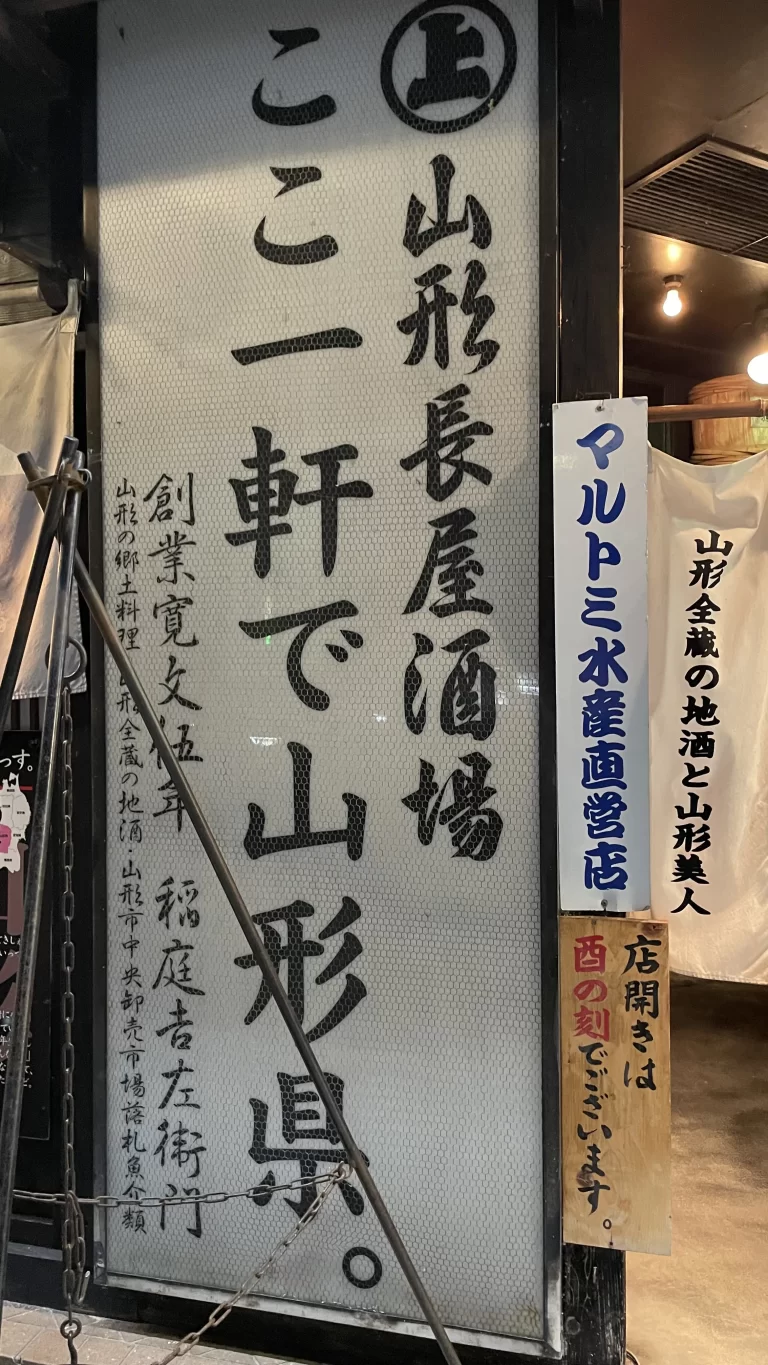 上
山形長屋酒場
ここ一軒で山形県。
創業寛文伍年 稲庭吉左衛門
山形の郷土料理・山形全蔵の地酒・山形市中央卸売市場落札魚介類
マルトミ水産直営店
店開きは
酉の刻でございます。
山形全蔵の地酒と山形美人